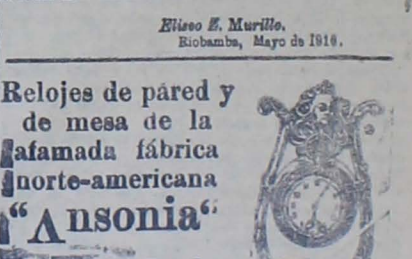 Eliseo E. Murillo.
Riobamba, Mayo de 1916.
Relojes de pared y
de mesa de la
afamada fábrica
norte-americana
“Ansonia“